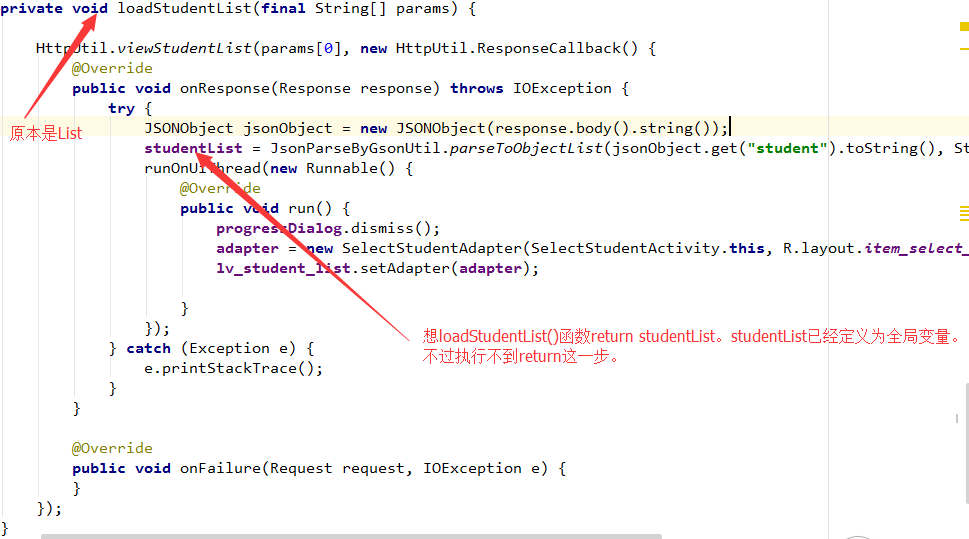 private void loadStudentList(final String[] params) {
HttpUtil.viewStudentList(params[0], new HttpUtil.ResponseCallback() {
@Override
public void onResponse(Response response) throws IOException {
try {
原本是List
JSONObject jsonObject = new JSONObject(response.body().string());
studentList = JsonParseByGsonUtil.parseToObjectList(jsonObject.get("student").toString(), St
runOnUiThread(new Runnable() {
@Override
public void run() {
progressDialog.dismiss();
adapter = new SelectStudentAdapter(SelectStudentActivity.this, R.layout.item_select_
lv_student_list.setAdapter(adapter);
}
});
想loadStudentList()函数return studentList。studentList已经定义为全局变量。
不过执行不到return这一步。
} catch (Exception e) {
e.printStackTrace();
}
}
@Override
public void onFailure(Request request, IOException e) {
}
});
}